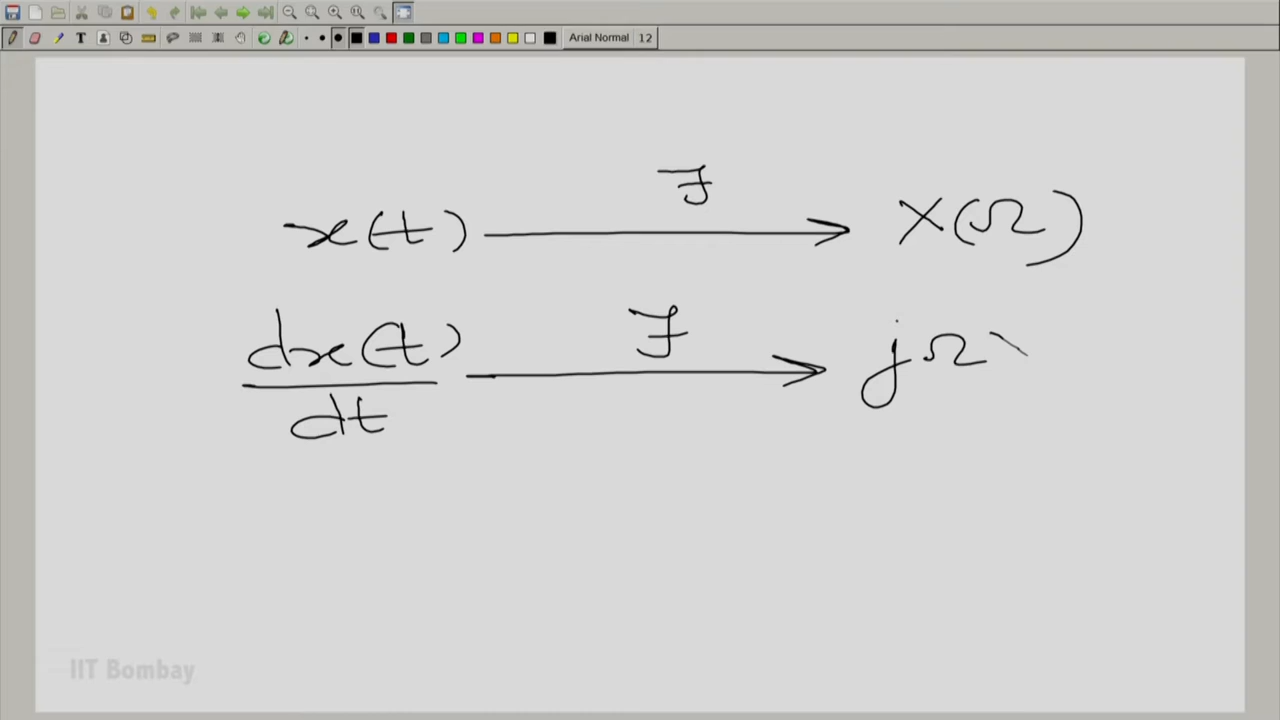 Arial Normal 12
ℱ
x(t) → X(Ω)
ℱ
dx(t)/dt → jΩ
IIT Bombay